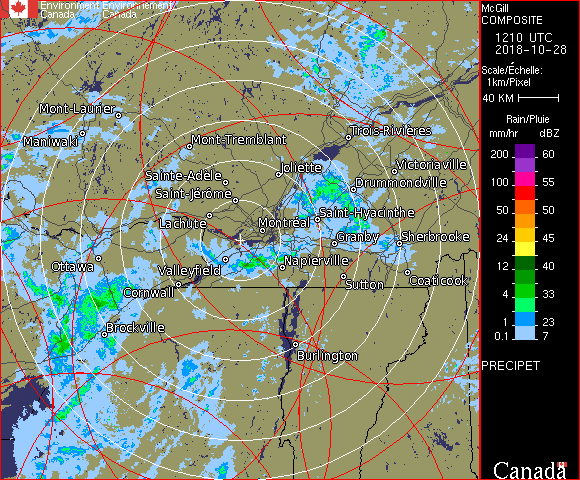 Environment Environnement
Canada Canada
McGill
COMPOSITE
1210 UTC
2018-10-28
Scale/Échelle:
1km/Pixel
40 KM
Rain/Pluie
mm/hr dBZ
200 60
100 55
50 50
24 45
12 40
4 33
1 23
0.1 7
PRECIPET
Mont-Laurier
Maniwaki
Mont-Tremblant
Trois-Rivières
Joliette
Victoriaville
Sainte-Adèle
Drummondville
Saint-Jérôme
Saint-Hyacinthe
Lachute
Montréal
Granby
Sherbrooke
Ottawa
Valleyfield
Napierville
Coaticook
Cornwall
Sutton
Brockville
Burlington
Canada